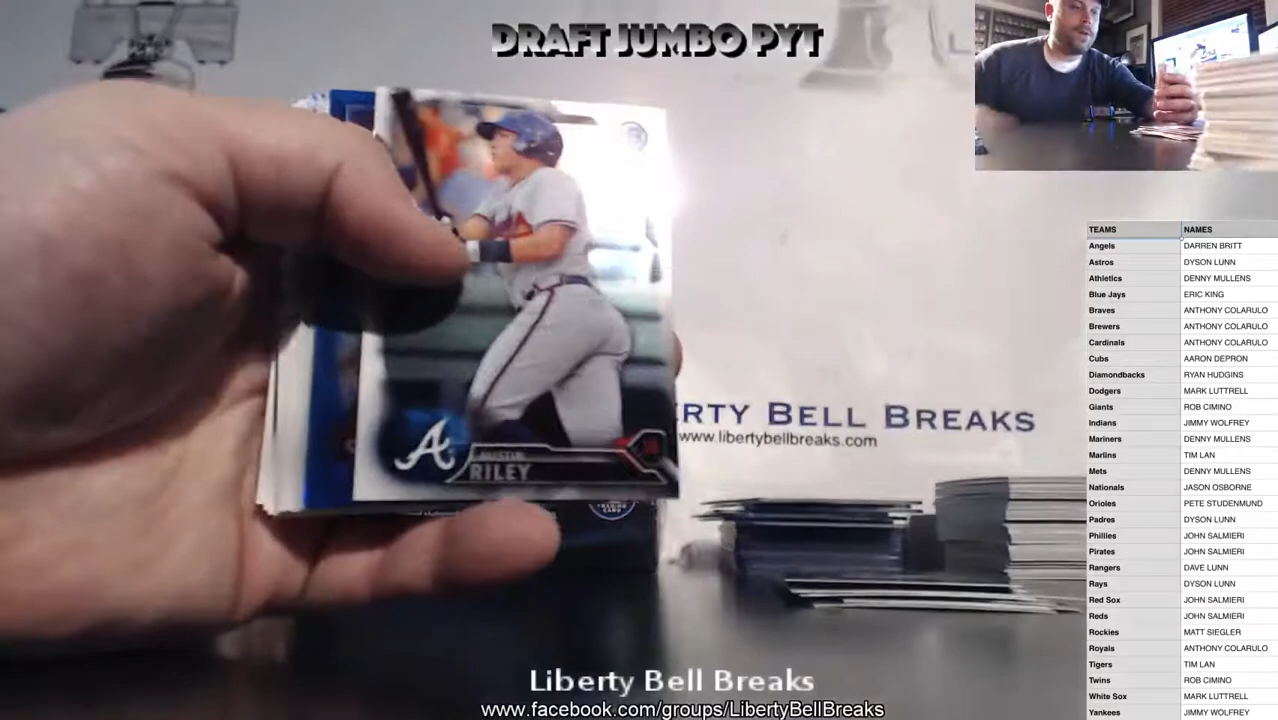 DRAFT JUMBO PYT
A
AUSTIN
RILEY
RTY BELL BREAKS
www.libertybellbreaks.com
TEAMS NAMES
Angels DARREN BRITT
Astros DYSON LUNN
Athletics DENNY MULLENS
Blue Jays ERIC KING
Braves ANTHONY COLARULO
Brewers ANTHONY COLARULO
Cardinals ANTHONY COLARULO
Cubs AARON DEPRON
Diamondbacks RYAN HUDGINS
Dodgers MARK LUTTRELL
Giants ROB CIMINO
Indians JIMMY WOLFREY
Mariners DENNY MULLENS
Marlins TIM LAN
Mets DENNY MULLENS
Nationals JASON OSBORNE
Orioles PETE STUDENMUND
Padres DYSON LUNN
Phillies JOHN SALMIERI
Pirates JOHN SALMIERI
Rangers DAVE LUNN
Rays DYSON LUNN
Red Sox JOHN SALMIERI
Reds JOHN SALMIERI
Rockies MATT SIEGLER
Royals ANTHONY COLARULO
Tigers TIM LAN
Twins ROB CIMINO
White Sox MARK LUTTRELL
Yankees JIMMY WOLFREY
Liberty Bell Breaks
www.facebook.com/groups/LibertyBellBreaks